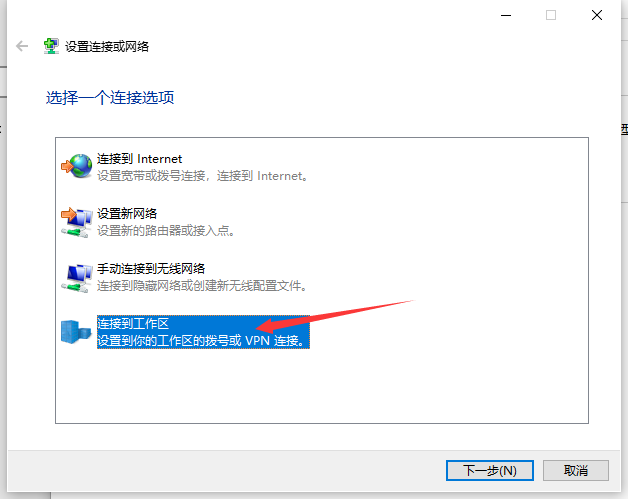 设置连接或网络
选择一个连接选项
连接到 Internet
设置宽带或拨号连接，连接到 Internet。
设置新网络
设置新的路由器或接入点。
手动连接到无线网络
连接到隐藏网络或创建新无线配置文件。
连接到工作区
设置到你的工作区的拨号或 VPN 连接。
下一步(N)
取消